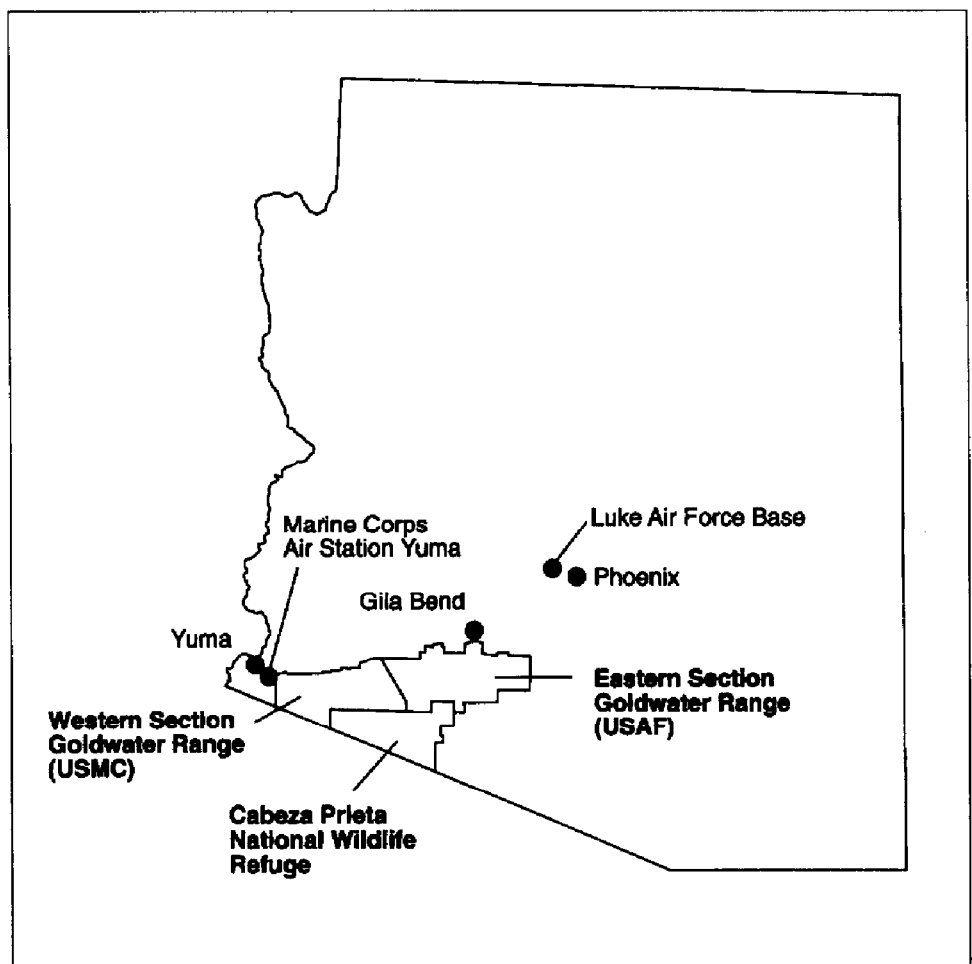 Marine Corps
Air Station Yuma
Luke Air Force Base
Phoenix
Gila Bend
Yuma
Eastern Section
Goldwater Range
(USAF)
Western Section
Goldwater Range
(USMC)
Cabeza Prieta
National Wildlife
Refuge